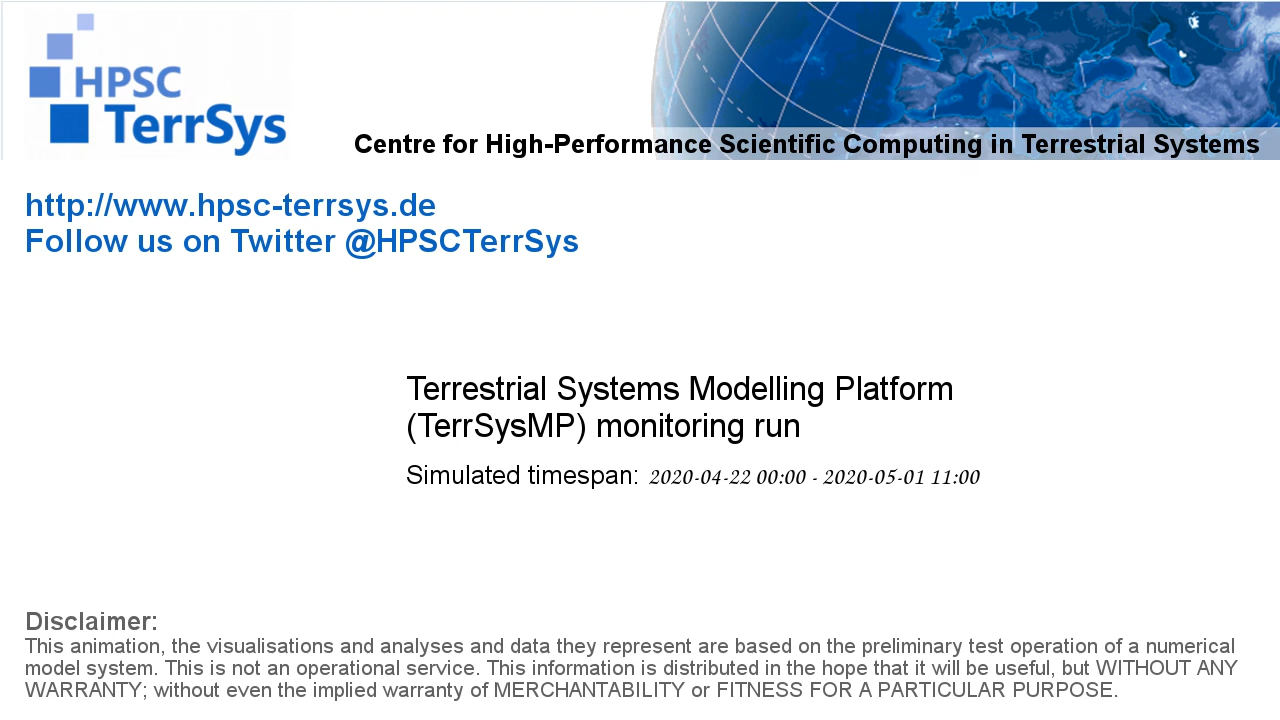 HPSC
TerrSys
Centre for High-Performance Scientific Computing in Terrestrial Systems
http://www.hpsc-terrsys.de
Follow us on Twitter @HPSCTerrSys
Terrestrial Systems Modelling Platform
(TerrSysMP) monitoring run
Simulated timespan: 2020-04-22 00:00 - 2020-05-01 11:00
Disclaimer:
This animation, the visualisations and analyses and data they represent are based on the preliminary test operation of a numerical
model system. This is not an operational service. This information is distributed in the hope that it will be useful, but WITHOUT ANY
WARRANTY; without even the implied warranty of MERCHANTABILITY or FITNESS FOR A PARTICULAR PURPOSE.